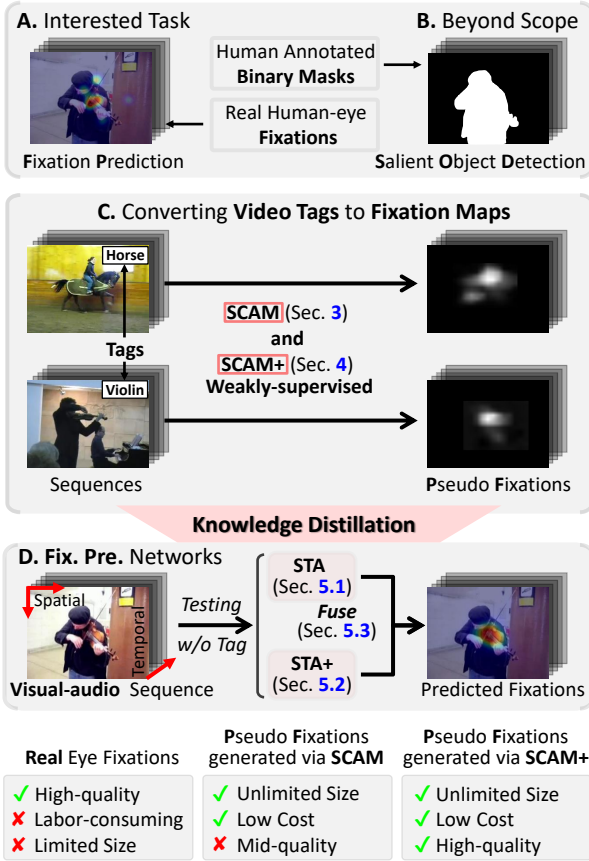 A. Interested Task
B. Beyond Scope
Human Annotated
Binary Masks
Real Human-eye
Fixations
Fixation Prediction
Salient Object Detection
C. Converting Video Tags to Fixation Maps
Horse
SCAM (Sec. 3)
and
SCAM+ (Sec. 4)
Weakly-supervised
Tags
Violin
Sequences
Pseudo Fixations
Knowledge Distillation
D. Fix. Pre. Networks
Spatial
Temporal
Visual-audio Sequence
Testing
w/o Tag
STA
(Sec. 5.1)
Fuse
(Sec. 5.3)
STA+
(Sec. 5.2)
Predicted Fixations
Real Eye Fixations
✓ High-quality
✘ Labor-consuming
✘ Limited Size
Pseudo Fixations
generated via SCAM
✓ Unlimited Size
✓ Low Cost
✘ Mid-quality
Pseudo Fixations
generated via SCAM+
✓ Unlimited Size
✓ Low Cost
✓ High-quality